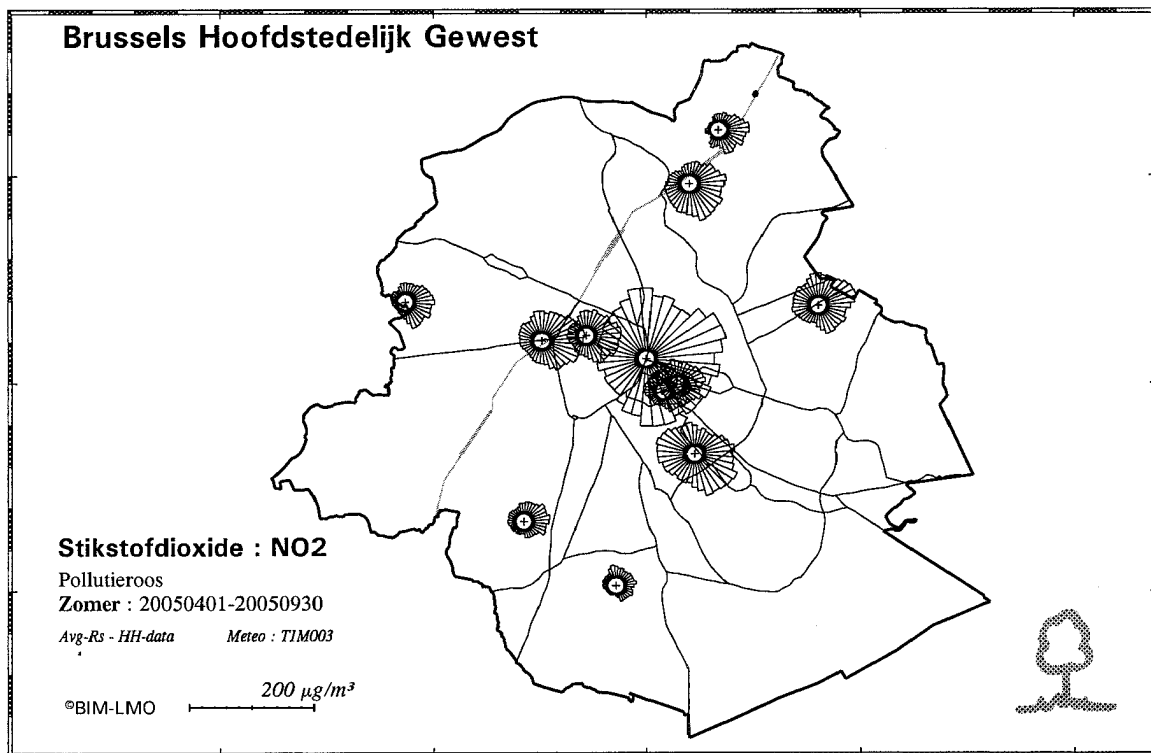 Brussels Hoofdstedelijk Gewest
Stikstofdioxide : NO2
Pollutieroos
Zomer : 20050401-20050930
Avg-Rs - HH-data Meteo : TIM003
200 µg/m³
©BIM-LMO